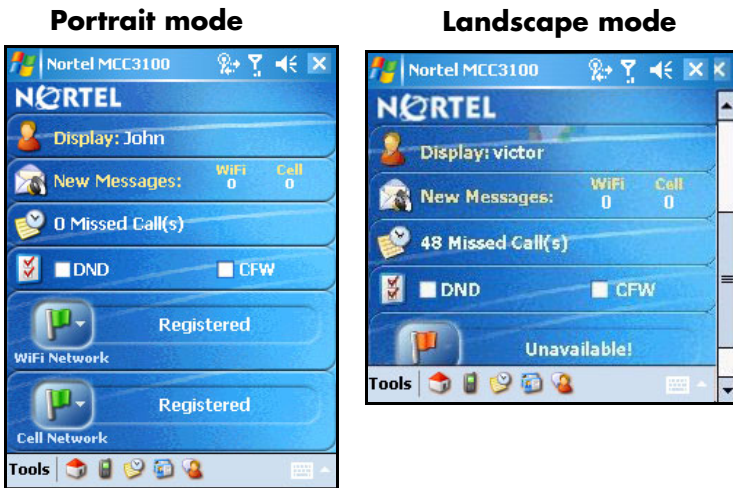 Portrait mode
Nortel MCC3100
NORTEL
Display: John
New Messages: WiFi Cell
0 0
0 Missed Call(s)
DND CFW
Registered
WiFi Network
Registered
Cell Network
Tools
Landscape mode
Nortel MCC3100
NORTEL
Display: victor
New Messages: WiFi Cell
0 0
48 Missed Call(s)
DND CFW
Unavailable!
Tools